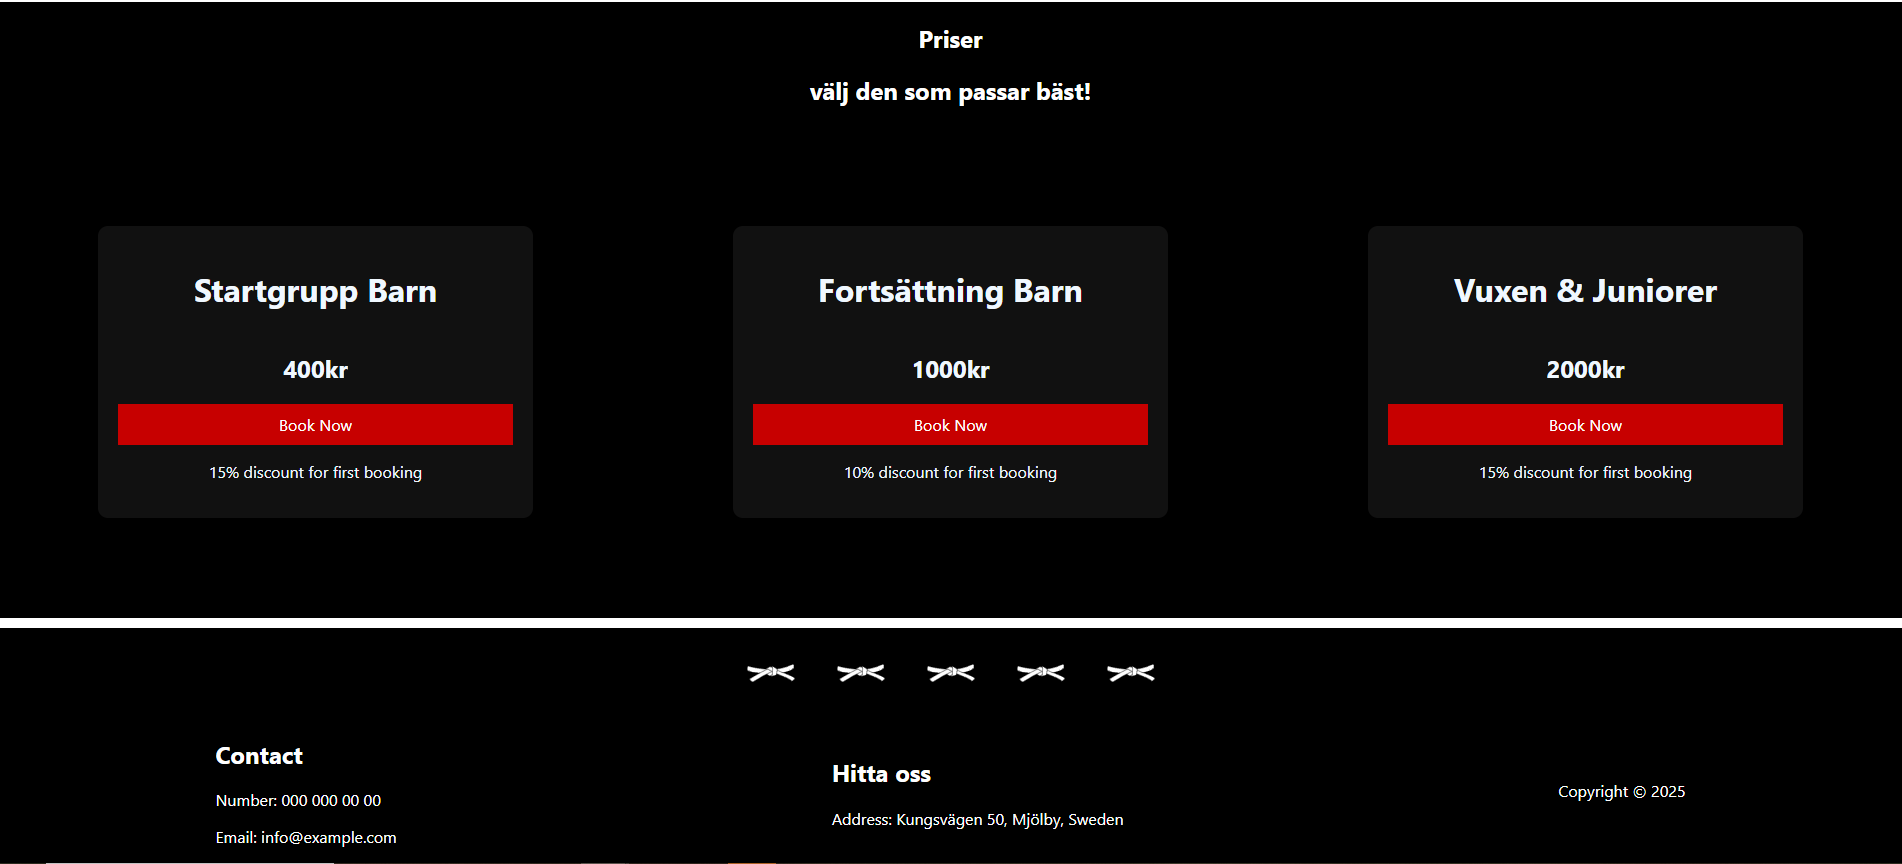 Priser
välj den som passar bäst!
Startgrupp Barn
400kr
Book Now
15% discount for first booking
Fortsättning Barn
1000kr
Book Now
10% discount for first booking
Vuxen & Juniorer
2000kr
Book Now
15% discount for first booking
Contact
Number: 000 000 00 00
Email: info@example.com
Hitta oss
Address: Kungsvägen 50, Mjölby, Sweden
Copyright © 2025